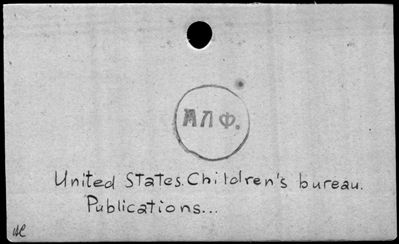 МЛФ.
United States. Children's bureau.
Publications...